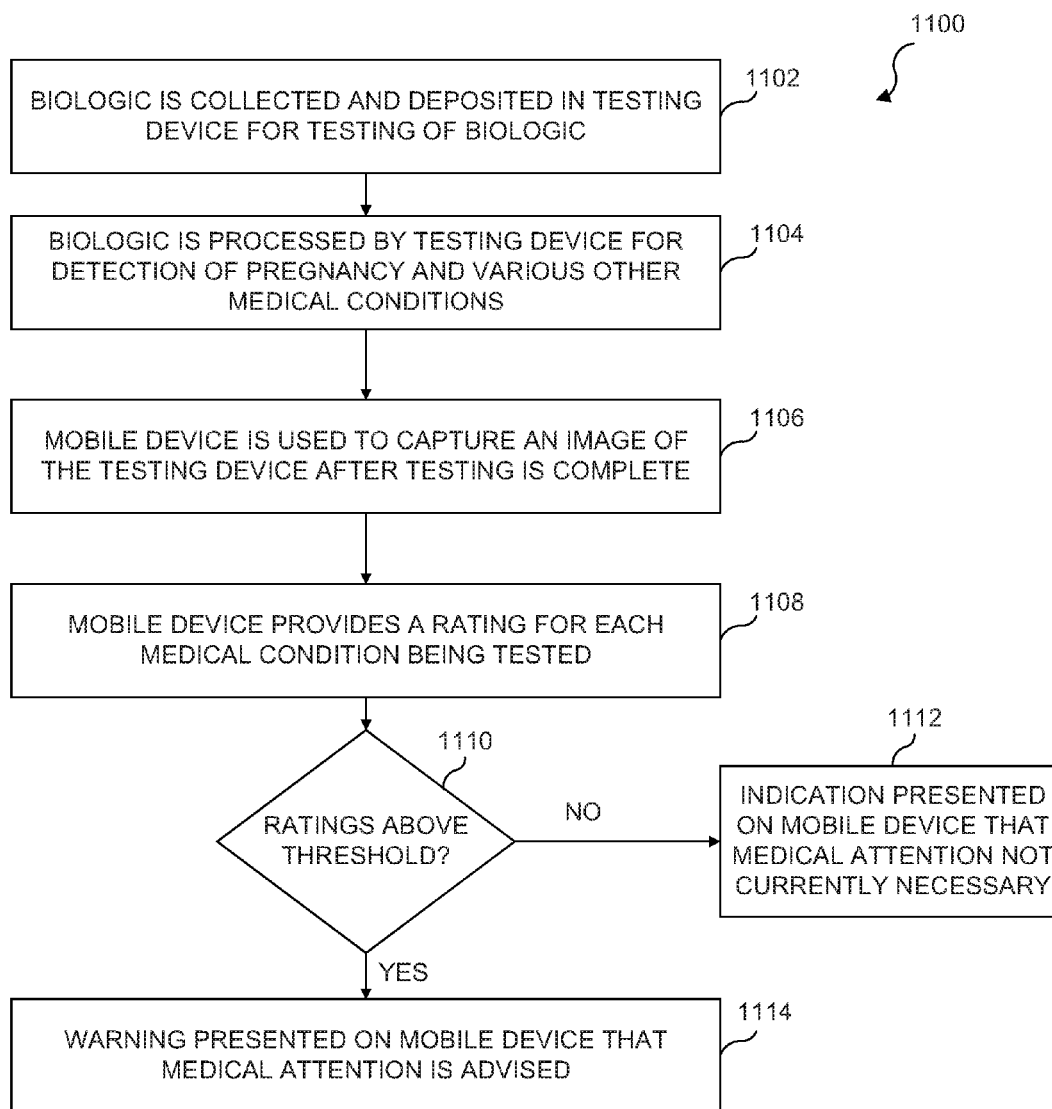 1100
BIOLOGIC IS COLLECTED AND DEPOSITED IN TESTING
DEVICE FOR TESTING OF BIOLOGIC
1102
BIOLOGIC IS PROCESSED BY TESTING DEVICE FOR
DETECTION OF PREGNANCY AND VARIOUS OTHER
MEDICAL CONDITIONS
1104
MOBILE DEVICE IS USED TO CAPTURE AN IMAGE OF
THE TESTING DEVICE AFTER TESTING IS COMPLETE
1106
MOBILE DEVICE PROVIDES A RATING FOR EACH
MEDICAL CONDITION BEING TESTED
1108
1110
RATINGS ABOVE
THRESHOLD?
NO
1112
INDICATION PRESENTED
ON MOBILE DEVICE THAT
MEDICAL ATTENTION NOT
CURRENTLY NECESSARY
YES
WARNING PRESENTED ON MOBILE DEVICE THAT
MEDICAL ATTENTION IS ADVISED
1114